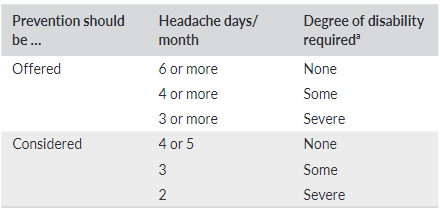 Prevention should be ... Headache days/ month Degree of disability requiredᵃ
Offered 6 or more None
4 or more Some
3 or more Severe
Considered 4 or 5 None
3 Some
2 Severe